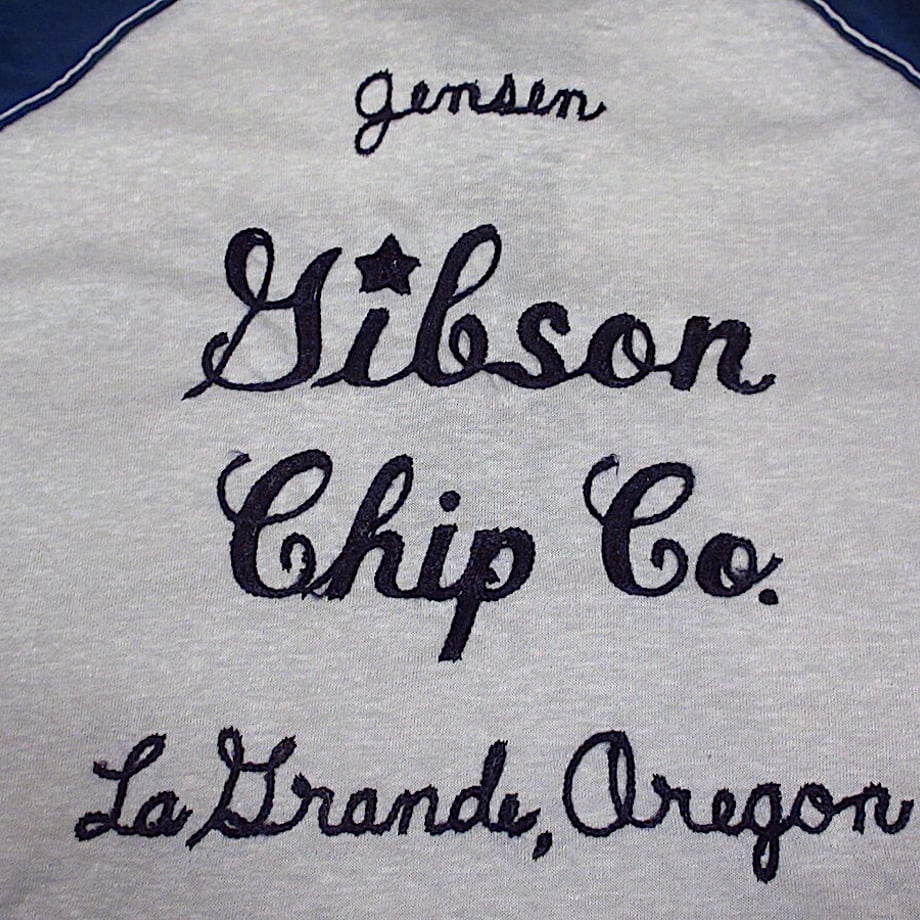 gensen
Gibson
Chip Co.
La Grande, Oregon